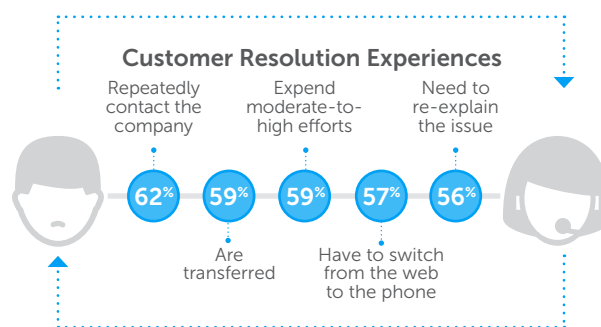 Customer Resolution Experiences
Repeatedly
contact the
company
Expend
moderate-to-
high efforts
Need to
re-explain
the issue
62%
59%
59%
57%
56%
Are
transferred
Have to switch
from the web
to the phone